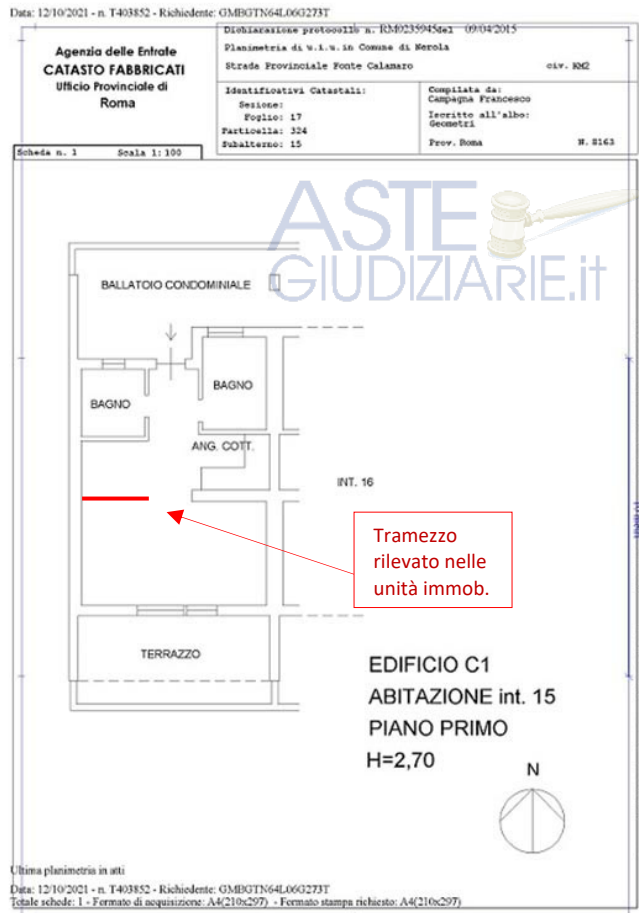 Data: 12/10/2021 - n. T403852 - Richiedente: GMBGTN64L06G273T
Agenzia delle Entrate
CATASTO FABBRICATI
Ufficio Provinciale di
Roma
Dichiarazione protocollo n. RM0235945del 09/04/2015
Planimetria di u.i.u. in Comune di Nerola
Strada Provinciale Ponte Calamaro civ. KM2
Identificativi Catastali:
Sezione:
Foglio: 17
Particella: 324
Subalterno: 15
Compilata da:
Campagna Francesco
Iscritto all'albo:
Geometri
Prov. Roma N. 8163
Scheda n. 1 Scala 1:100
ASTE
GIUDIZIARIE.it
BALLATOIO CONDOMINIALE
BAGNO
BAGNO
ANG. COTT.
INT. 16
Tramezzo
rilevato nelle
unità immob.
TERRAZZO
EDIFICIO C1
ABITAZIONE int. 15
PIANO PRIMO
H=2,70
N
Ultima planimetria in atti
Data: 12/10/2021 - n. T403852 - Richiedente: GMBGTN64L06G273T
Totale schede: 1 - Formato di acquisizione: A4(210x297) - Formato stampa richiesto: A4(210x297)